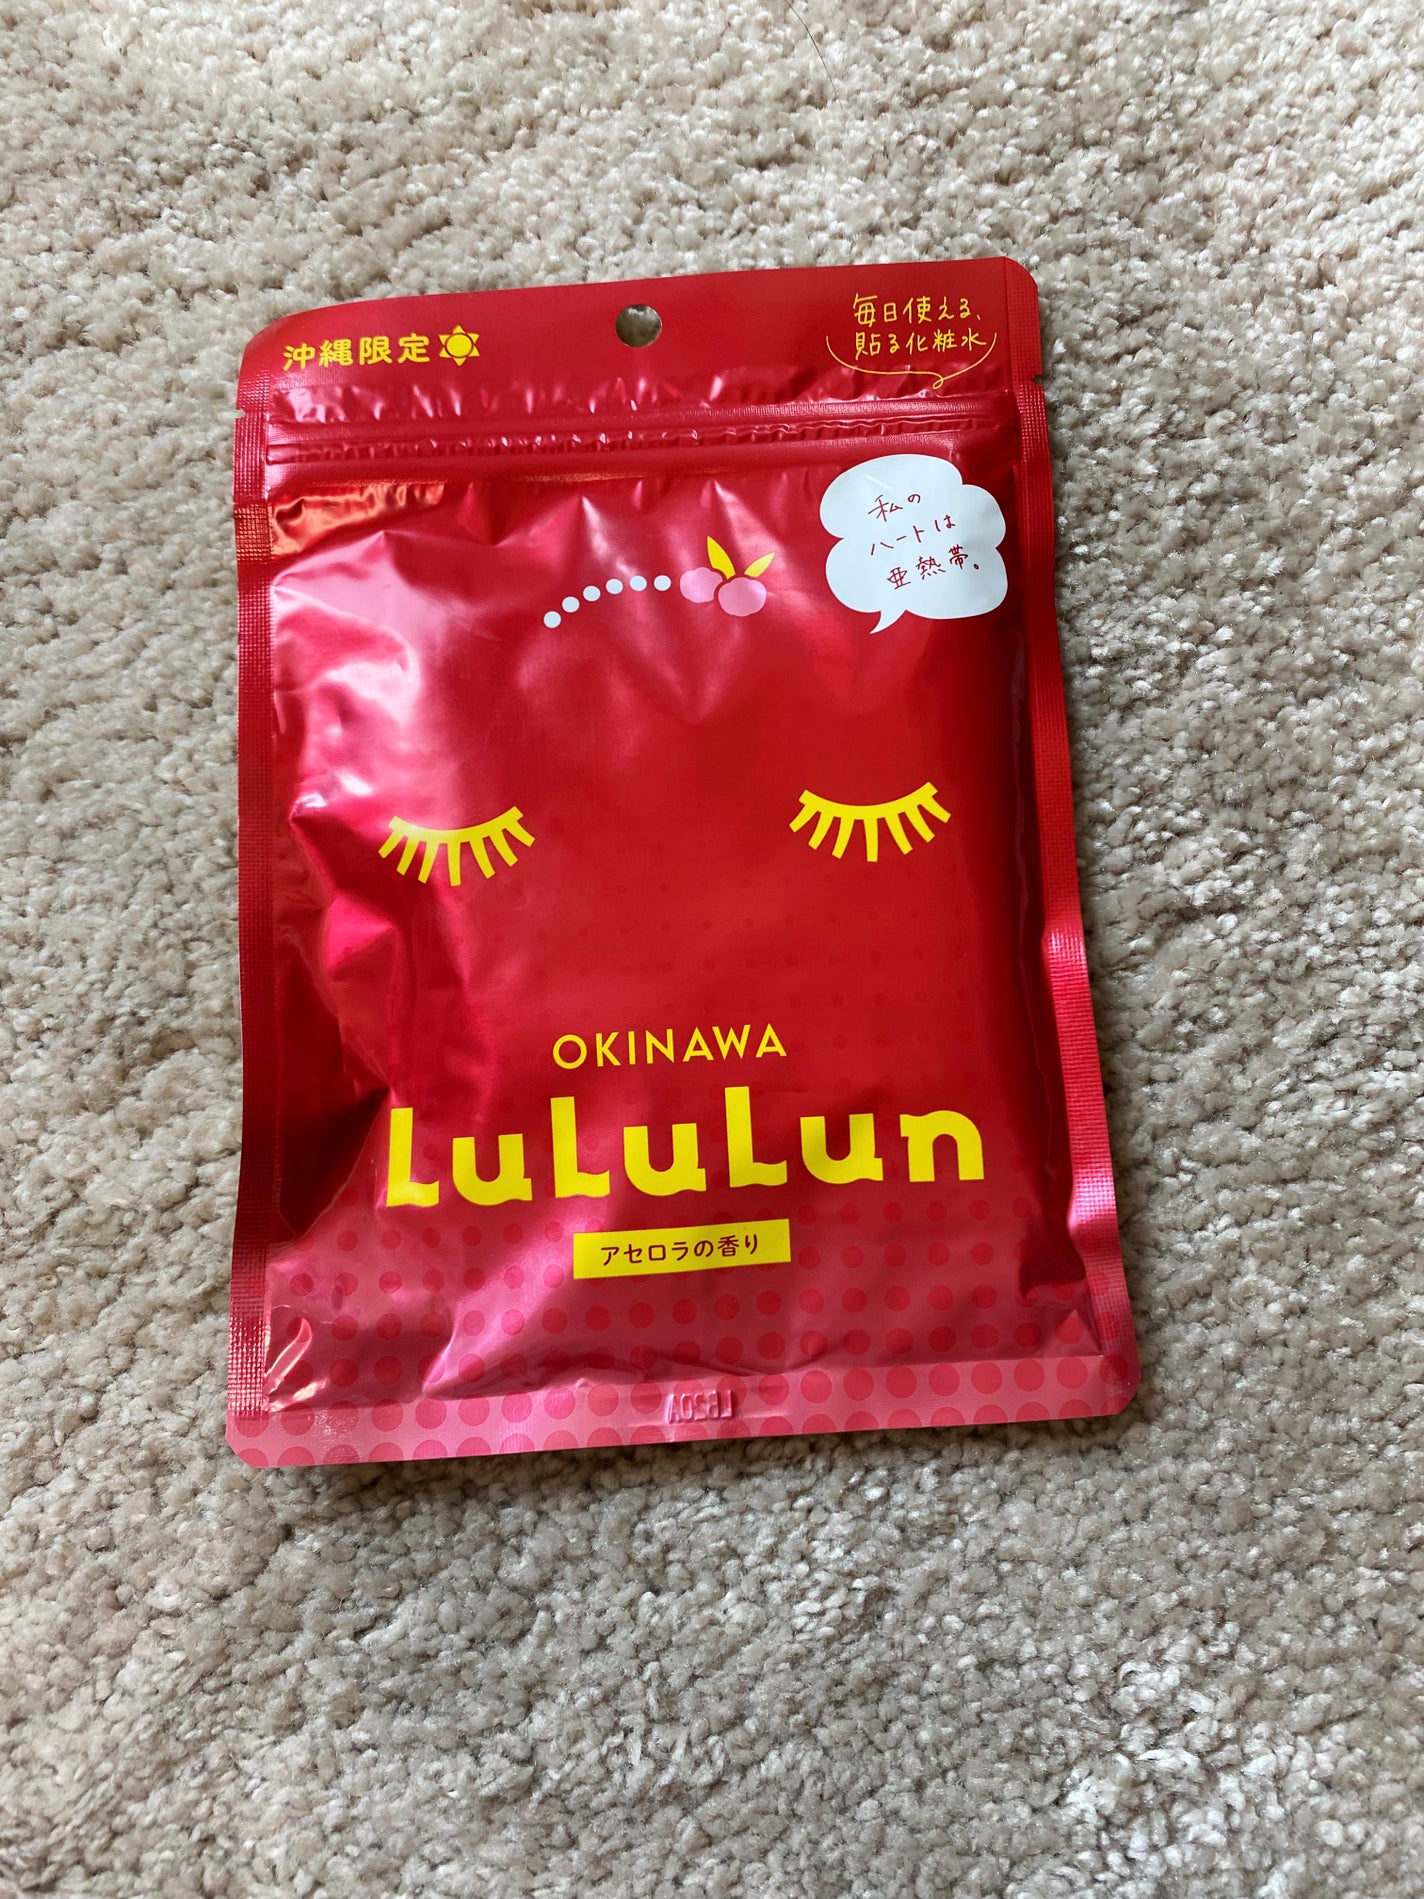 沖縄限定
毎日使える、
貼る化粧水
私の
ハートは
亜熱帯。
OKINAWA
LuLuLun
アセロラの香り